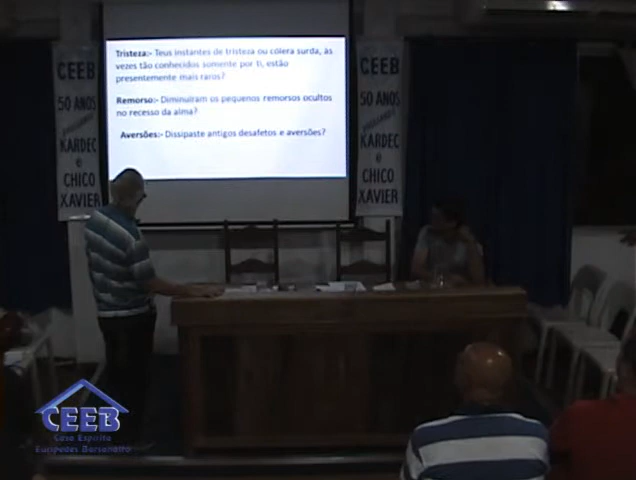 Tristeza:- Teus instantes de tristeza ou cólera surda, às
vezes tão conhecidos somente por ti, estão
presentemente mais raros?
Remorso:- Diminuíram os pequenos remorsos ocultos
no recesso da alma?
Aversões:- Dissipaste antigos desafetos e aversões?
CEEB
50 ANOS
KARDEC
e
CHICO
XAVIER
CEEB
50 ANOS
KARDEC
e
CHICO
XAVIER
CEEB
Casa Espírita
Eurípedes Barsanulfo